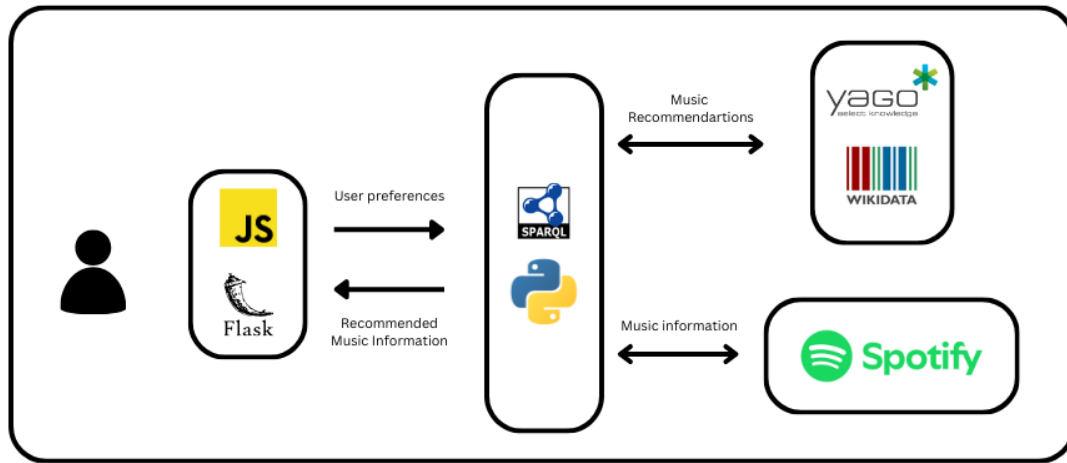 JS
Flask
User preferences
Recommended
Music Information
SPARQL
Music
Recommendartions
Music information
yago
select knowledge
WIKIDATA
Spotify